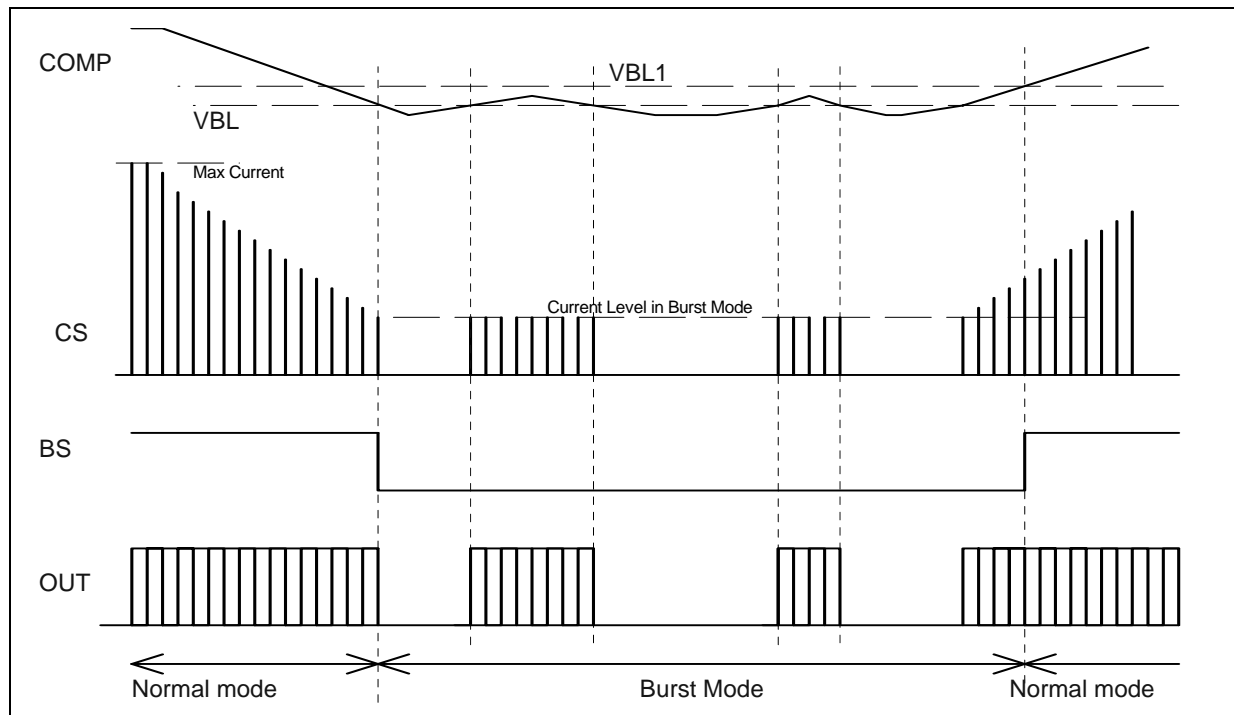 COMP
VBL1
VBL
Max Current
Current Level in Burst Mode
CS
BS
OUT
Normal mode
Burst Mode
Normal mode